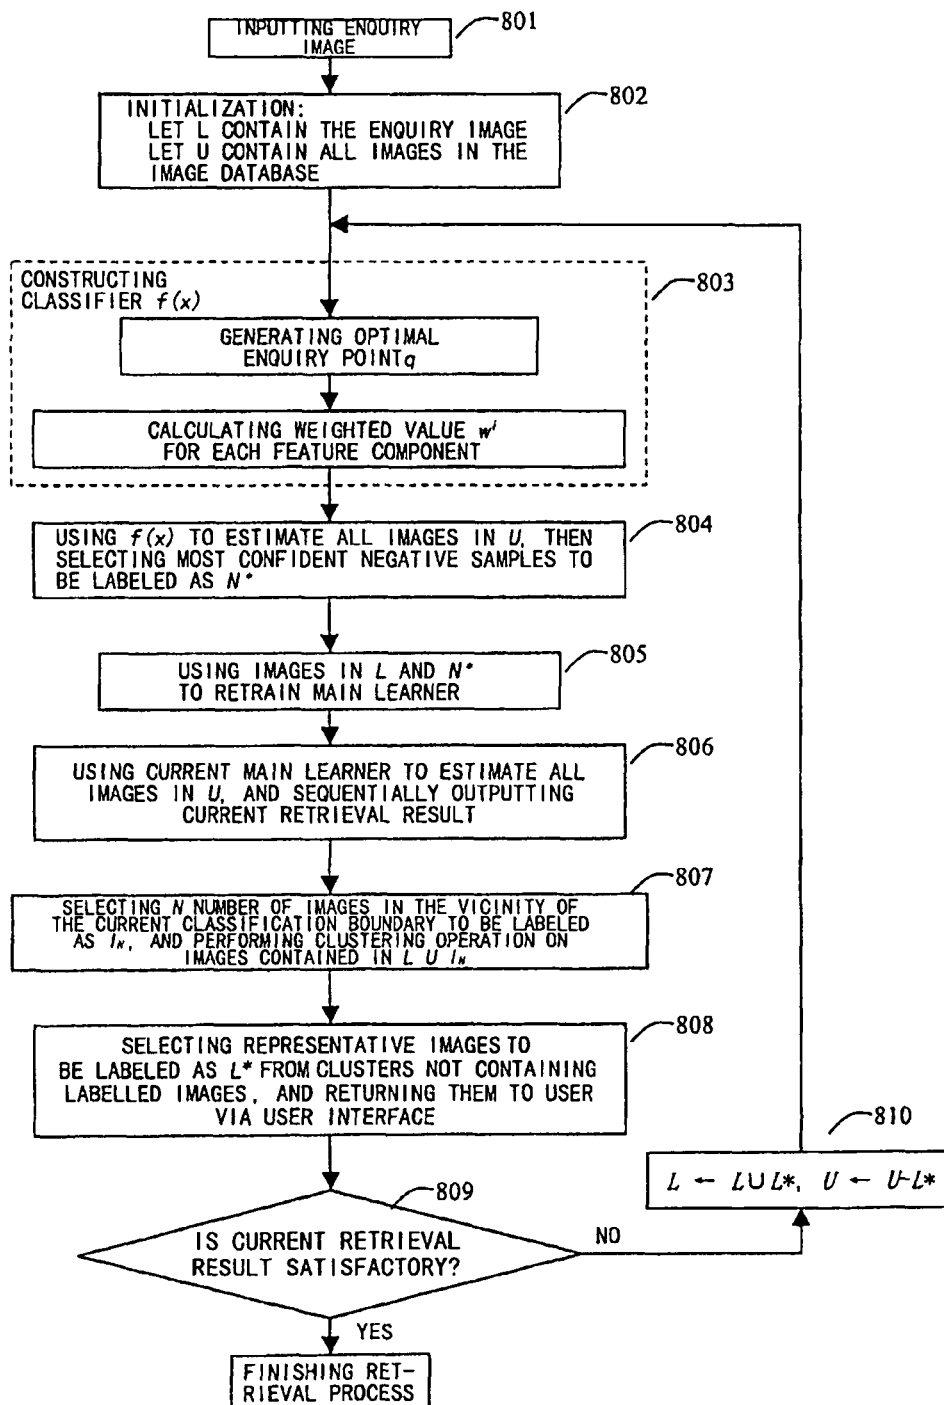 INPUTTING ENQUIRY
IMAGE
801
INITIALIZATION:
LET L CONTAIN THE ENQUIRY IMAGE
LET U CONTAIN ALL IMAGES IN THE
IMAGE DATABASE
802
CONSTRUCTING
CLASSIFIER f(x)
803
GENERATING OPTIMAL
ENQUIRY POINT q
CALCULATING WEIGHTED VALUE wⁱ
FOR EACH FEATURE COMPONENT
804
USING f(x) TO ESTIMATE ALL IMAGES IN U, THEN
SELECTING MOST CONFIDENT NEGATIVE SAMPLES TO
BE LABELED AS N*
805
USING IMAGES IN L AND N*
TO RETRAIN MAIN LEARNER
806
USING CURRENT MAIN LEARNER TO ESTIMATE ALL
IMAGES IN U, AND SEQUENTIALLY OUTPUTTING
CURRENT RETRIEVAL RESULT
807
SELECTING N NUMBER OF IMAGES IN THE VICINITY OF
THE CURRENT CLASSIFICATION BOUNDARY TO BE LABELED
AS I_N, AND PERFORMING CLUSTERING OPERATION ON
IMAGES CONTAINED IN L U I_N
808
SELECTING REPRESENTATIVE IMAGES TO
BE LABELED AS L* FROM CLUSTERS NOT CONTAINING
LABELLED IMAGES, AND RETURNING THEM TO USER
VIA USER INTERFACE
809
IS CURRENT RETRIEVAL
RESULT SATISFACTORY?
NO
810
L ← L∪L*, U ← U-L*
YES
FINISHING RET-
RIEVAL PROCESS